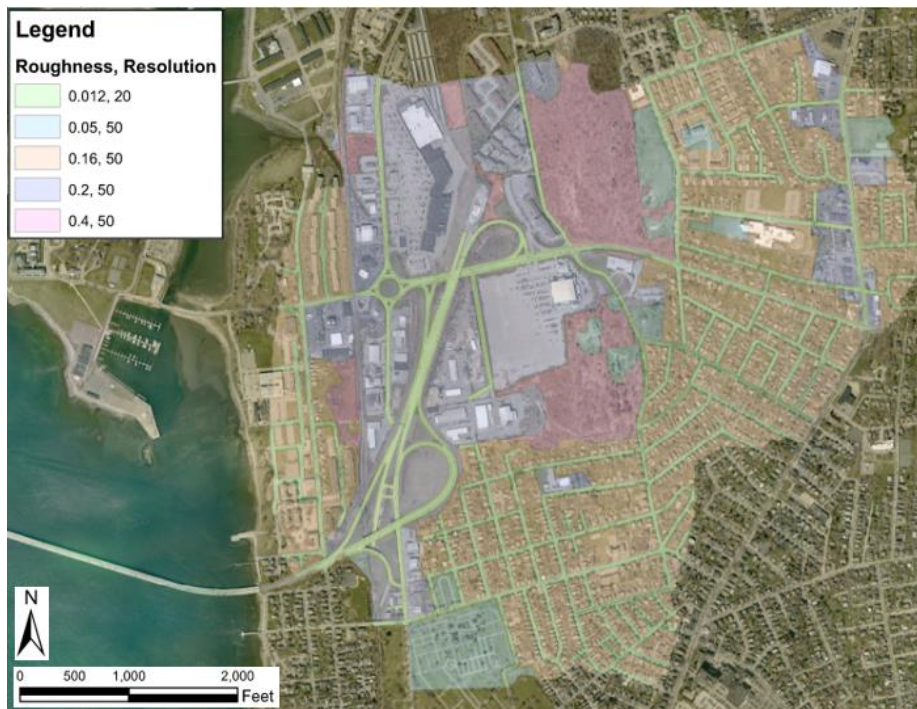 Legend
Roughness, Resolution
0.012, 20
0.05, 50
0.16, 50
0.2, 50
0.4, 50
N
0 500 1,000 2,000
Feet